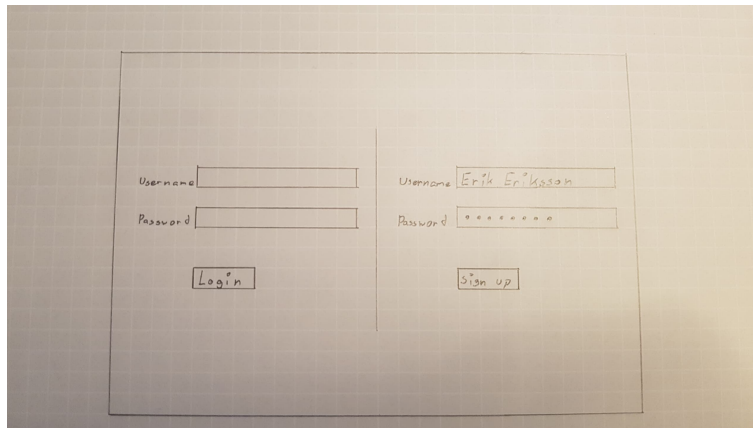 Username
Password
Login
Username Erik Eriksson
Password ••••••••
Sign up